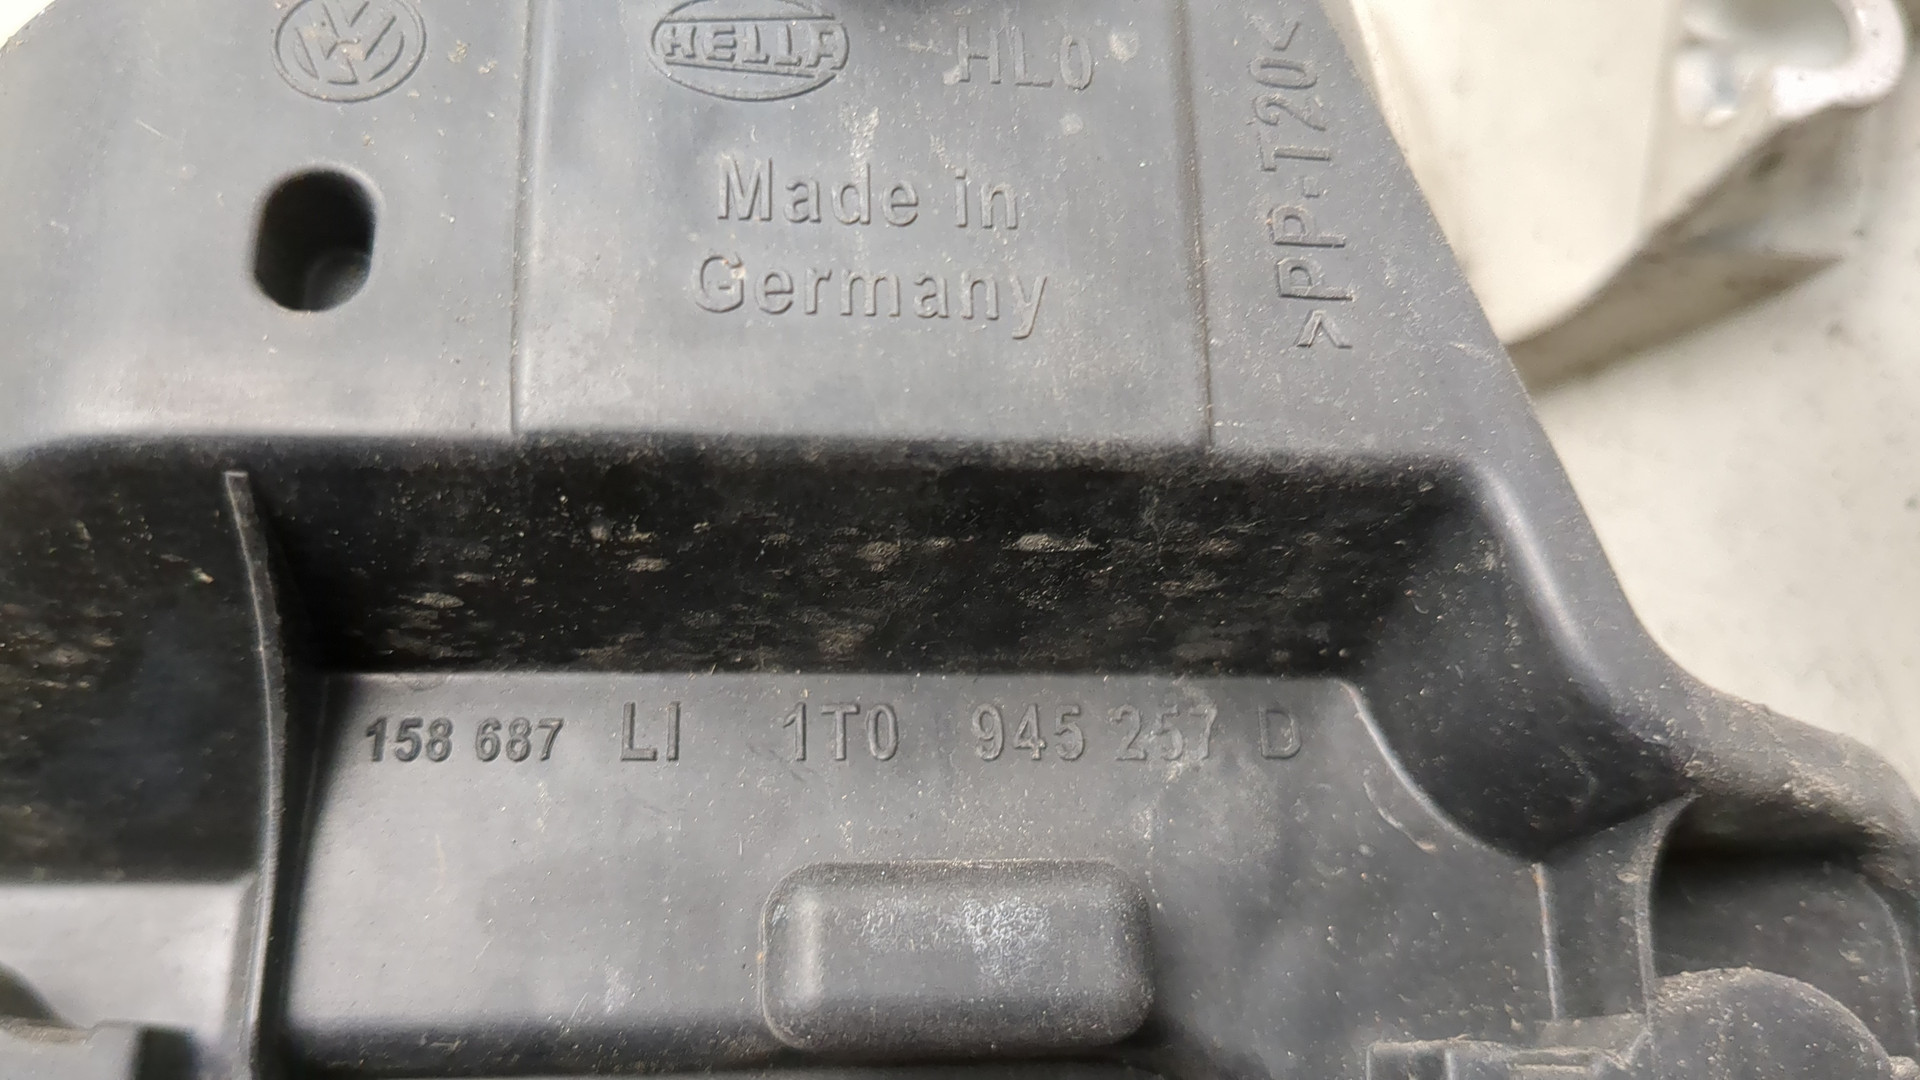 HELLA HL0
Made in
Germany
>PP-T20<
158 687 LI 1T0 945 257 D